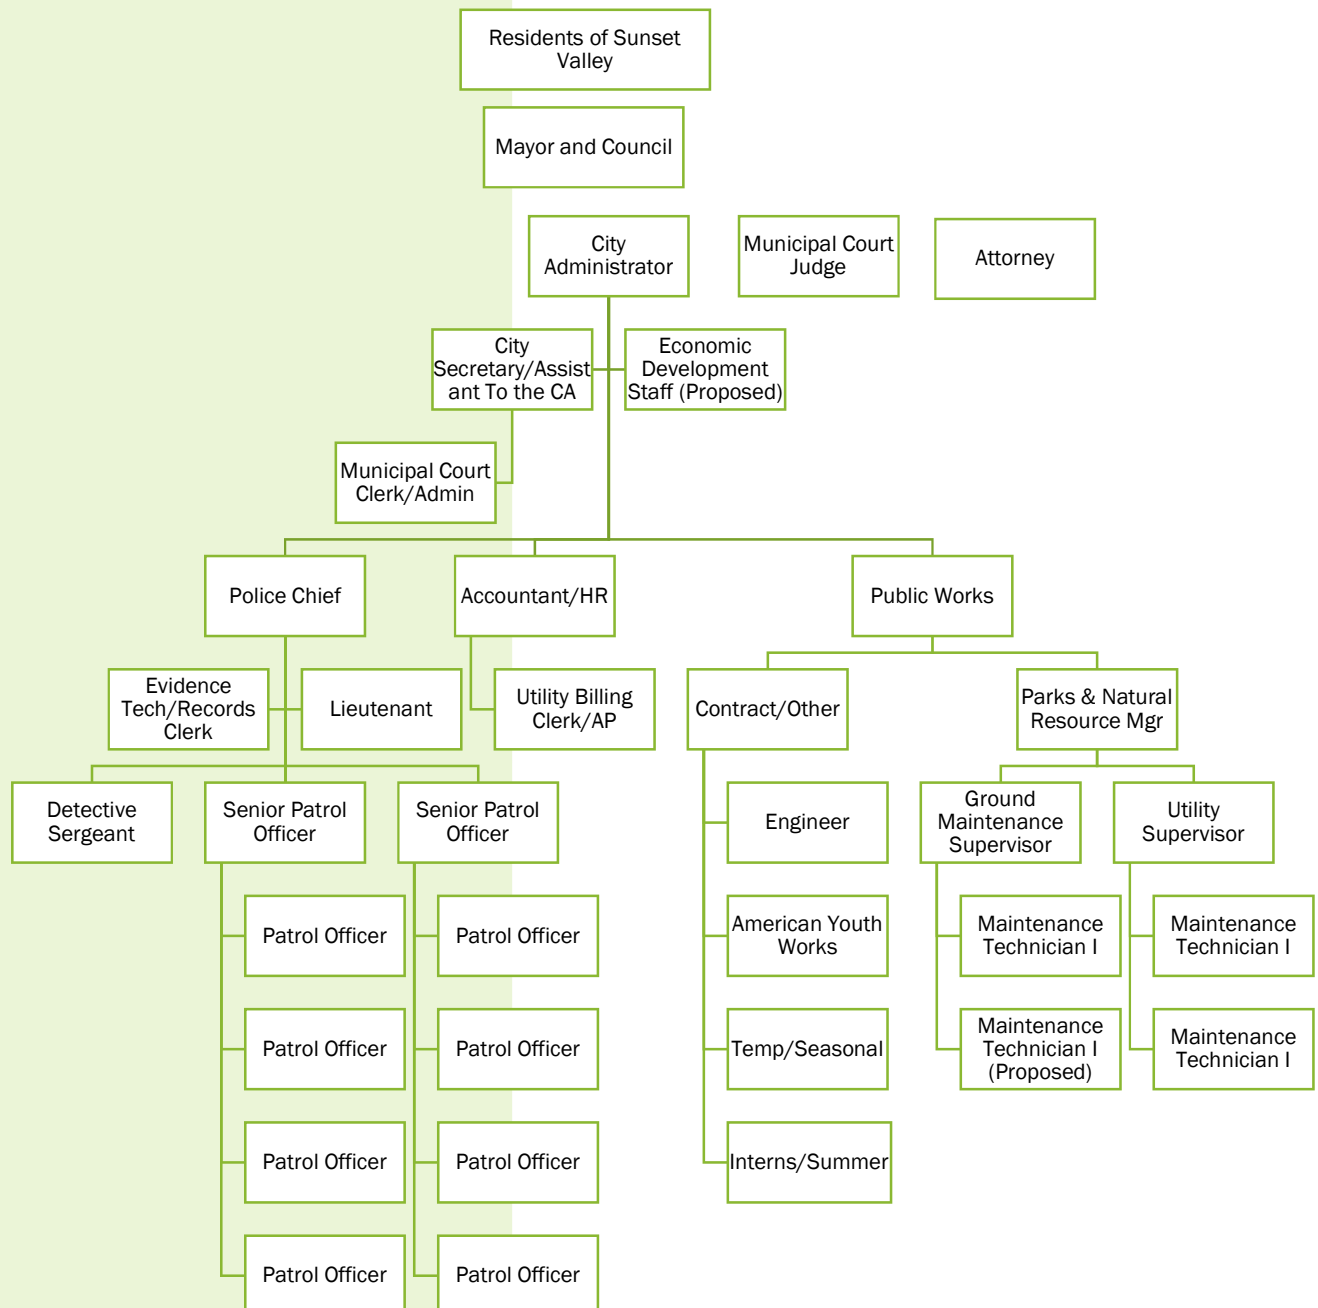 Residents of Sunset
Valley
Mayor and Council
City
Administrator
Municipal Court
Judge
Attorney
City
Secretary/Assist
ant To the CA
Economic
Development
Staff (Proposed)
Municipal Court
Clerk/Admin
Police Chief
Accountant/HR
Public Works
Evidence
Tech/Records
Clerk
Lieutenant
Utility Billing
Clerk/AP
Contract/Other
Parks & Natural
Resource Mgr
Detective
Sergeant
Senior Patrol
Officer
Senior Patrol
Officer
Engineer
Ground
Maintenance
Supervisor
Utility
Supervisor
Patrol Officer
Patrol Officer
American Youth
Works
Maintenance
Technician I
Maintenance
Technician I
Patrol Officer
Patrol Officer
Temp/Seasonal
Maintenance
Technician I
(Proposed)
Maintenance
Technician I
Patrol Officer
Patrol Officer
Interns/Summer
Patrol Officer
Patrol Officer